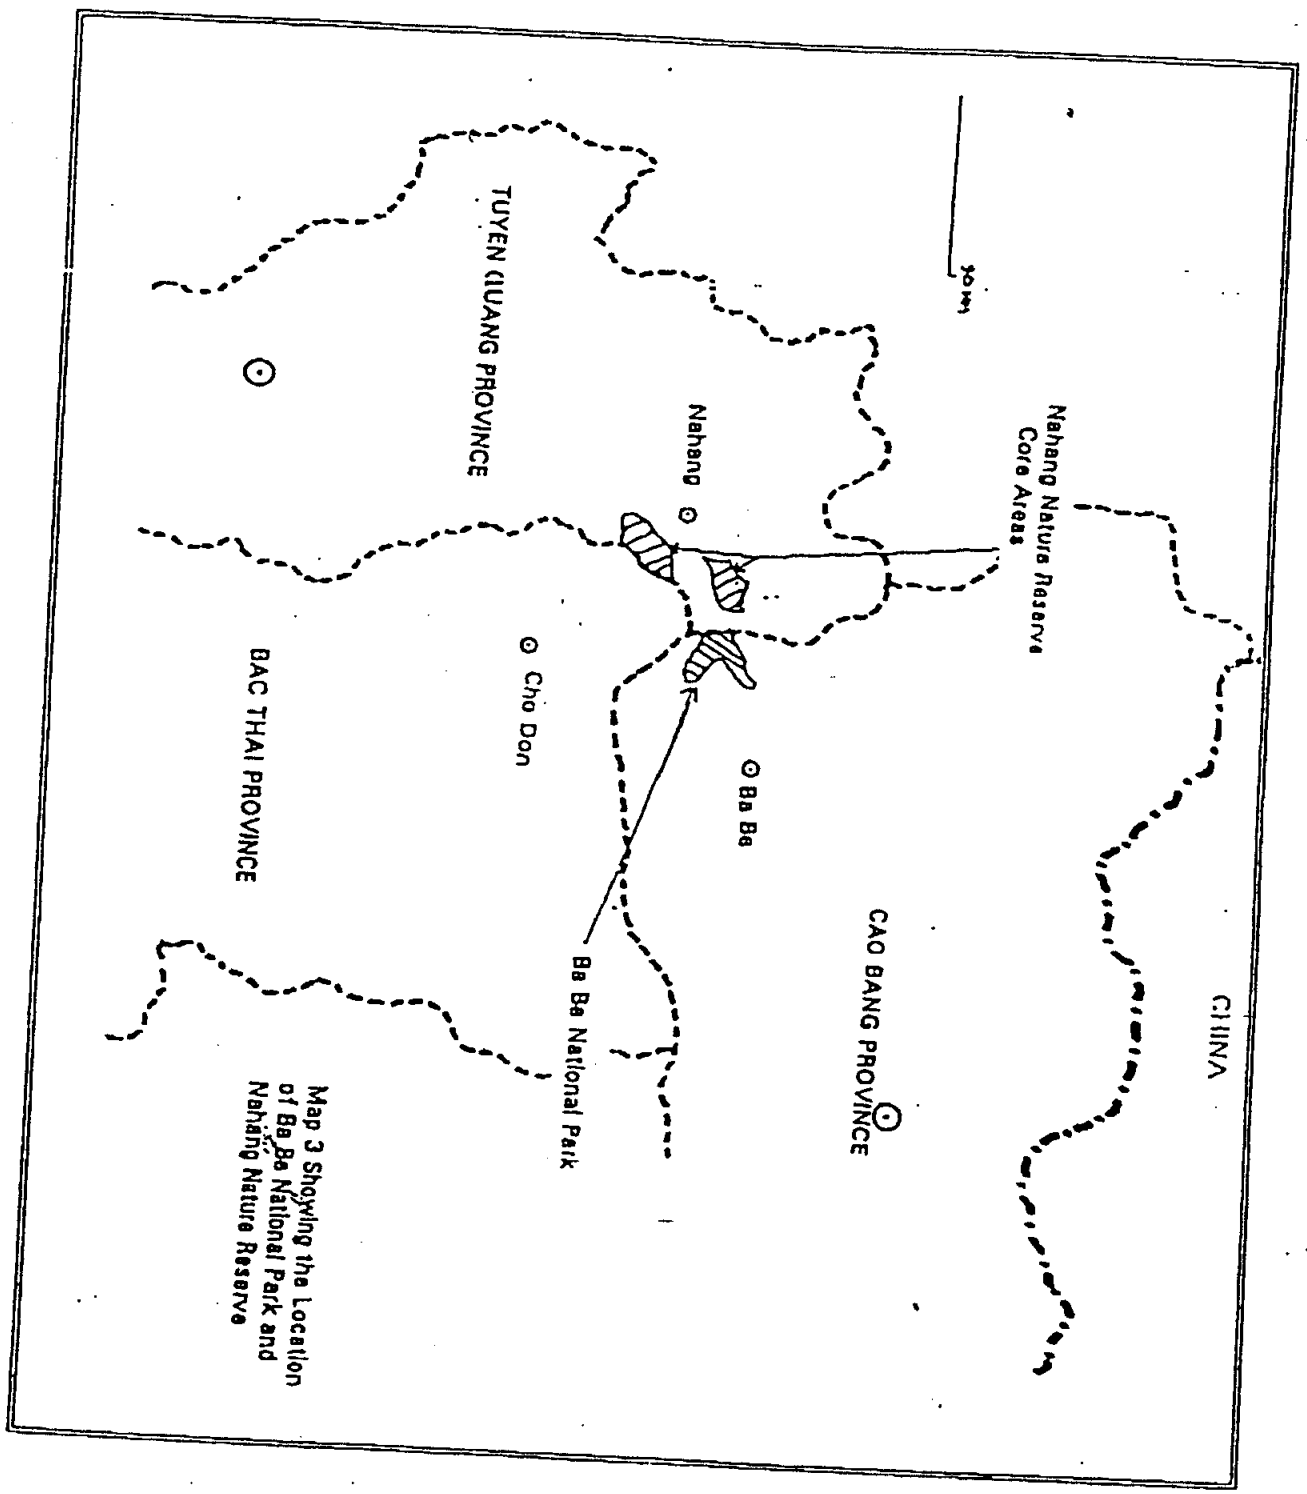 CHINA
Nahang Nature Reserve
Core Areas
CAO BANG PROVINCE
Nahang
Ba Be
TUYEN QUANG PROVINCE
Cho Don
Ba Be National Park
BAC THAI PROVINCE
Map 3 Showing the Location
of Ba Be National Park and
Nahang Nature Reserve